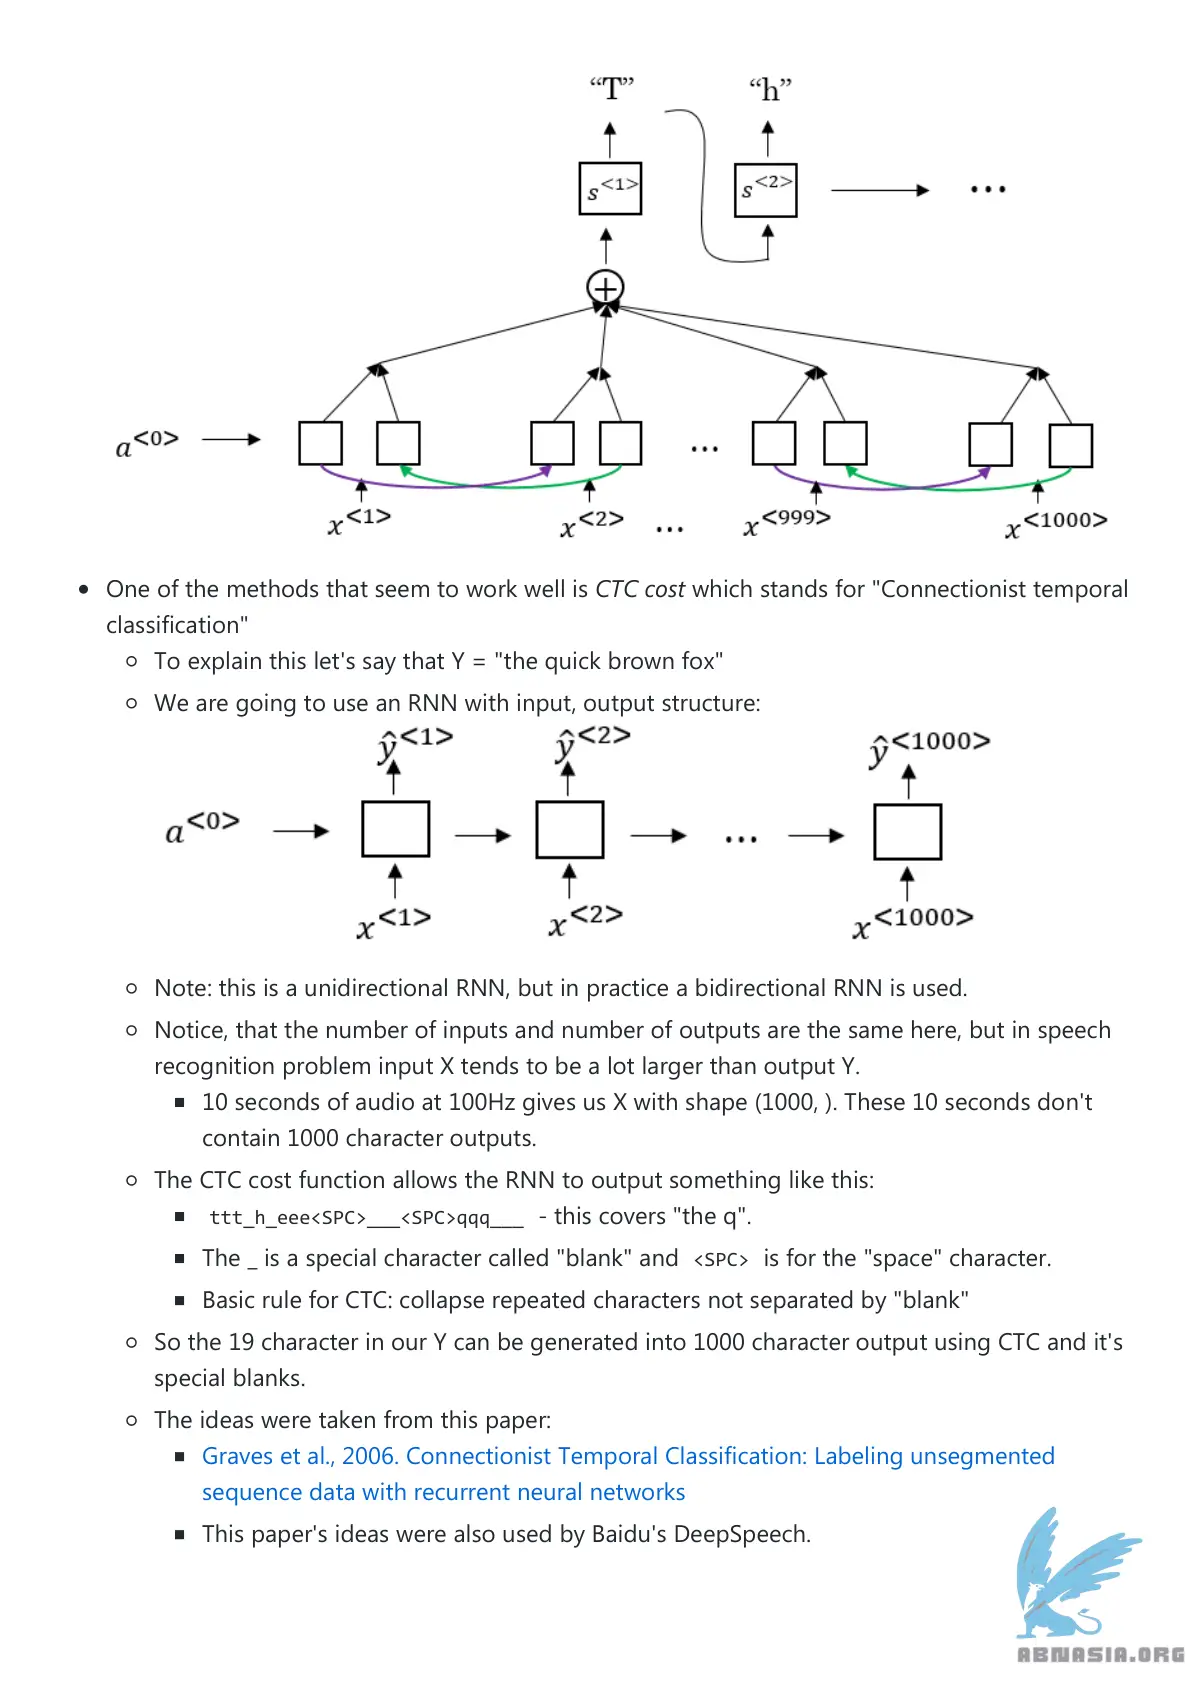 “T” “h”
s<1> s<2> ...
+
a<0> ...
x<1> x<2> ... x<999> x<1000>
• One of the methods that seem to work well is CTC cost which stands for "Connectionist temporal
classification"
○ To explain this let's say that Y = "the quick brown fox"
○ We are going to use an RNN with input, output structure:
ŷ<1> ŷ<2> ŷ<1000>
a<0> ...
x<1> x<2> x<1000>
○ Note: this is a unidirectional RNN, but in practice a bidirectional RNN is used.
○ Notice, that the number of inputs and number of outputs are the same here, but in speech
recognition problem input X tends to be a lot larger than output Y.
▪ 10 seconds of audio at 100Hz gives us X with shape (1000, ). These 10 seconds don't
contain 1000 character outputs.
○ The CTC cost function allows the RNN to output something like this:
▪ ttt_h_eee<SPC>___<SPC>qqq___ - this covers "the q".
▪ The _ is a special character called "blank" and <SPC> is for the "space" character.
▪ Basic rule for CTC: collapse repeated characters not separated by "blank"
○ So the 19 character in our Y can be generated into 1000 character output using CTC and it's
special blanks.
○ The ideas were taken from this paper:
▪ Graves et al., 2006. Connectionist Temporal Classification: Labeling unsegmented
sequence data with recurrent neural networks
▪ This paper's ideas were also used by Baidu's DeepSpeech.
ABNASIA.ORG